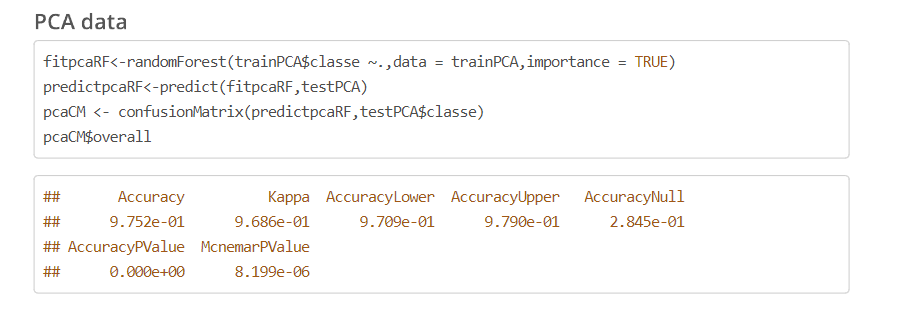 PCA data
fitpcaRF<-randomForest(trainPCA$classe ~.,data = trainPCA,importance = TRUE)
predictpcaRF<-predict(fitpcaRF,testPCA)
pcaCM <- confusionMatrix(predictpcaRF,testPCA$classe)
pcaCM$overall
##       Accuracy          Kappa  AccuracyLower  AccuracyUpper   AccuracyNull
##      9.752e-01      9.686e-01      9.709e-01      9.790e-01      2.845e-01
## AccuracyPValue  McnemarPValue
##      0.000e+00      8.199e-06